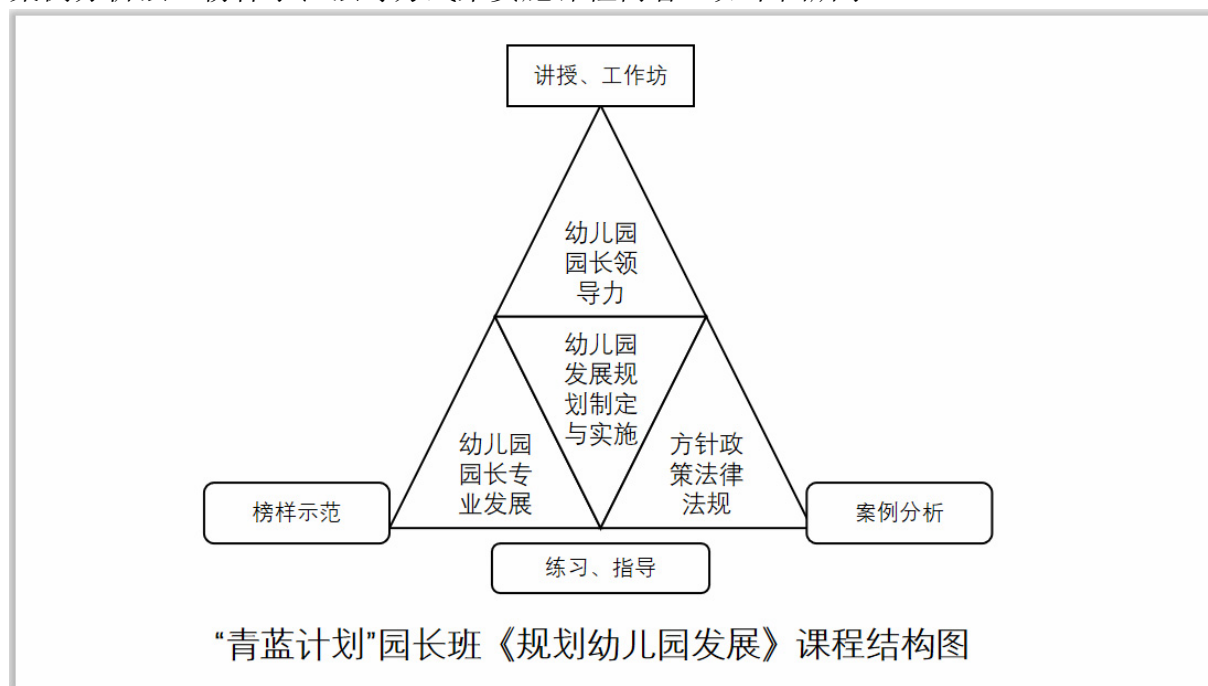 讲授、工作坊
幼儿园
园长领
导力
幼儿园
发展规
划制定
与实施
幼儿园
园长专
业发展
方针政
策法律
法规
榜样示范
案例分析
练习、指导
“青蓝计划”园长班《规划幼儿园发展》课程结构图